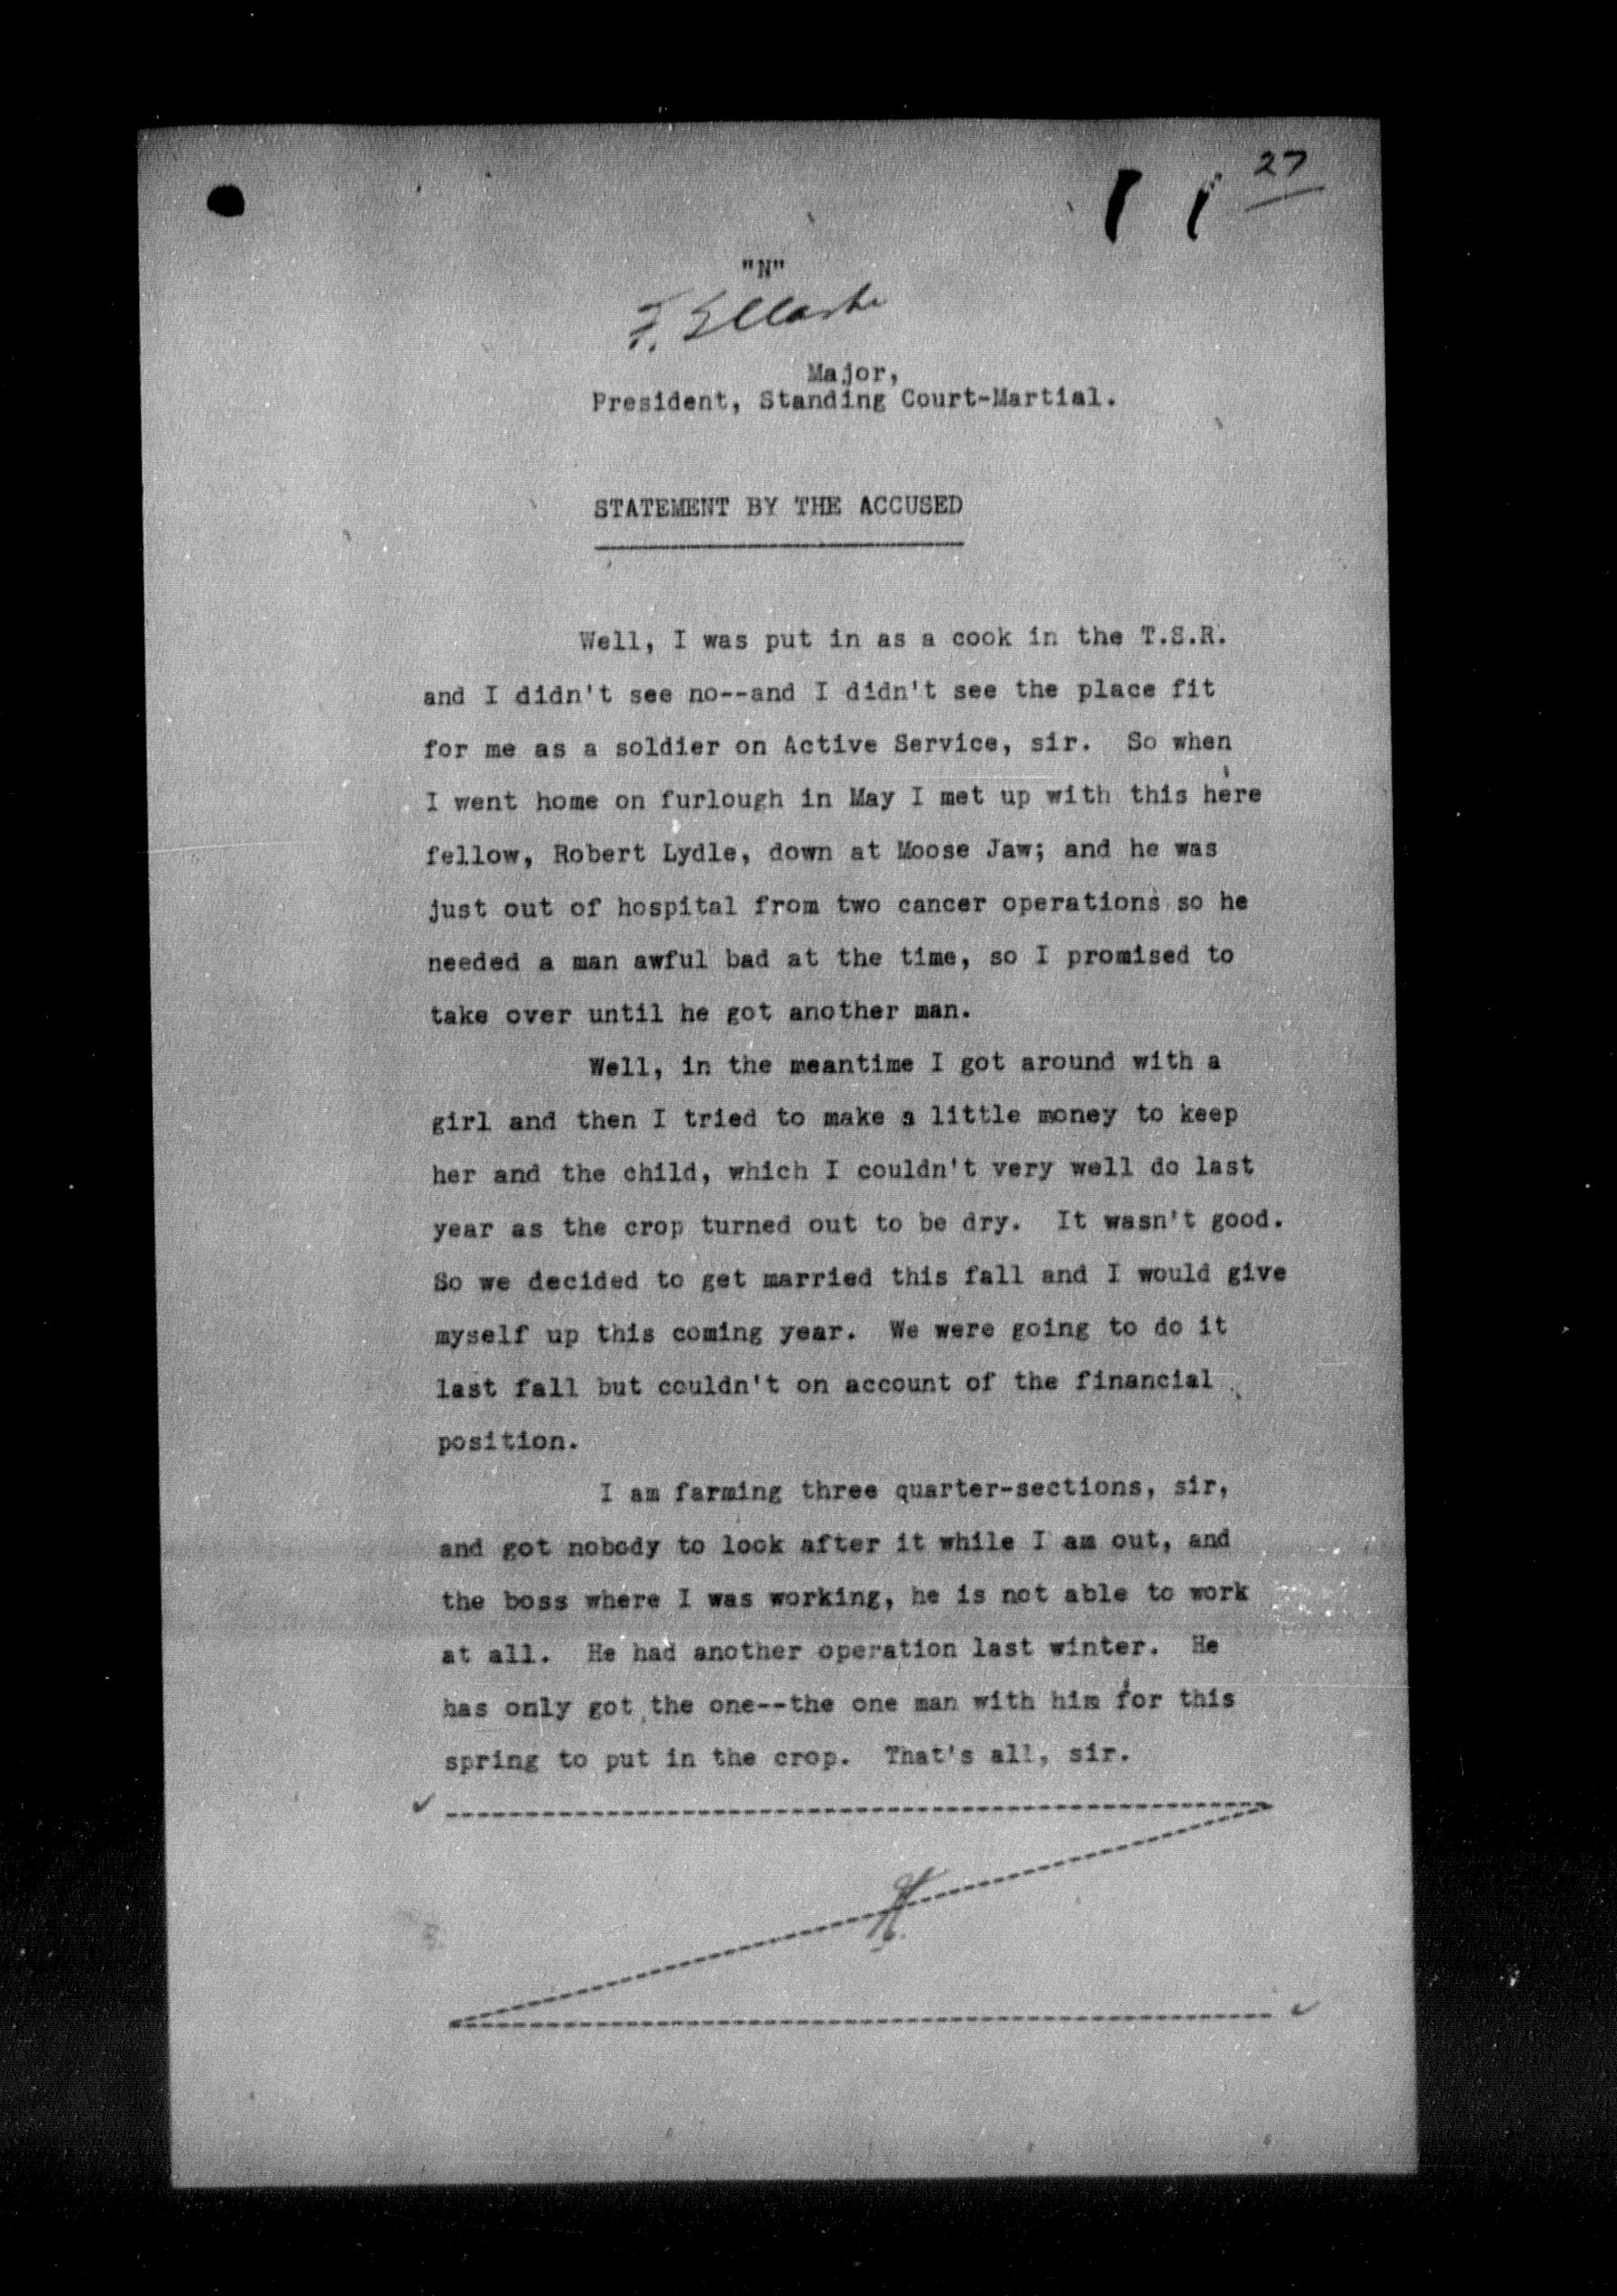 27
"N"
Major,
President, Standing Court-Martial.
STATEMENT BY THE ACCUSED
Well, I was put in as a cook in the T.S.R.
and I didn't see no--and I didn't see the place fit
for me as a soldier on Active Service, sir. So when
I went home on furlough in May I met up with this here
fellow, Robert Lydle, down at Moose Jaw; and he was
just out of hospital from two cancer operations so he
needed a man awful bad at the time, so I promised to
take over until he got another man.
Well, in the meantime I got around with a
girl and then I tried to make a little money to keep
her and the child, which I couldn't very well do last
year as the crop turned out to be dry. It wasn't good.
So we decided to get married this fall and I would give
myself up this coming year. We were going to do it
last fall but couldn't on account of the financial
position.
I am farming three quarter-sections, sir,
and got nobody to look after it while I am out, and
the boss where I was working, he is not able to work
at all. He had another operation last winter. He
has only got the one--the one man with him for this
spring to put in the crop. That's all, sir.